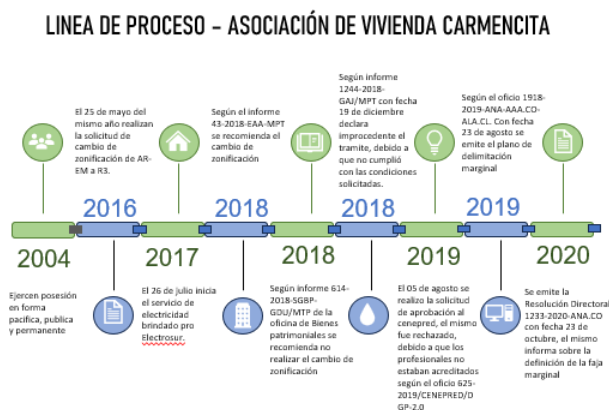 LINEA DE PROCESO – ASOCIACIÓN DE VIVIENDA CARMENCITA
El 25 de mayo del
mismo año realizan
la solicitud de
cambio de
zonificación de AR-
EM a R3.
Según el informe
43-2018-EAA-MPT
se recomienda el
cambio de
zonificación
Según informe
1244-2018-
GAJ/MPT con fecha
19 de diciembre
declara
improcedente el
tramite, debido a
que no cumplió
con las condiciones
solicitadas.
Según el oficio 1918-
2019-ANA-AAA.CO-
ALA.CL. Con fecha
23 de agosto se
emite el plano de
delimitación
marginal
2016
2018
2018
2019
2004
2017
2018
2019
2020
Ejercen posesión
en forma
pacifica, publica
y permanente
El 26 de julio inicia
el servicio de
electricidad
brindado pro
Electrosur.
Según informe 614-
2018-SGBP-
GDU/MTP de la
oficina de Bienes
patrimoniales se
recomienda no
realizar el cambio de
zonificación
El 05 de agosto se
realizo la solicitud
de aprobación al
cenepred, el mismo
fue rechazado,
debido a que los
profesionales no
estaban acreditados
según el oficio 625-
2019/CENEPRED/D
GP-2.0
Se emite la
Resolución Directoral
1233-2020-ANA.CO
con fecha 23 de
octubre, el mismo
informa sobre la
definición de la faja
marginal